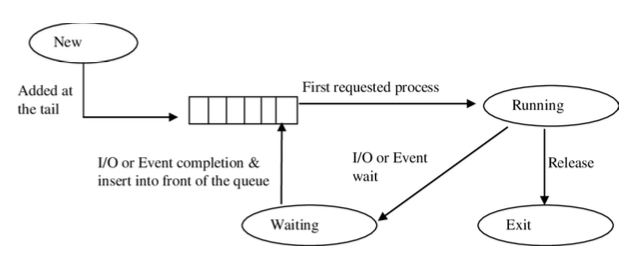 New
Added at
the tail
First requested process
Running
I/O or Event completion &
insert into front of the queue
I/O or Event
wait
Release
Waiting
Exit